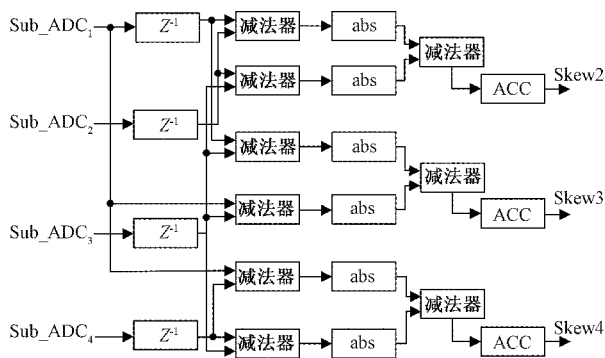 Sub_ADC₁
Z⁻¹
减法器
abs
减法器
Sub_ADC₂
Z⁻¹
减法器
abs
ACC
Skew2
减法器
abs
减法器
Sub_ADC₃
Z⁻¹
减法器
abs
ACC
Skew3
减法器
abs
减法器
Sub_ADC₄
Z⁻¹
减法器
abs
ACC
Skew4